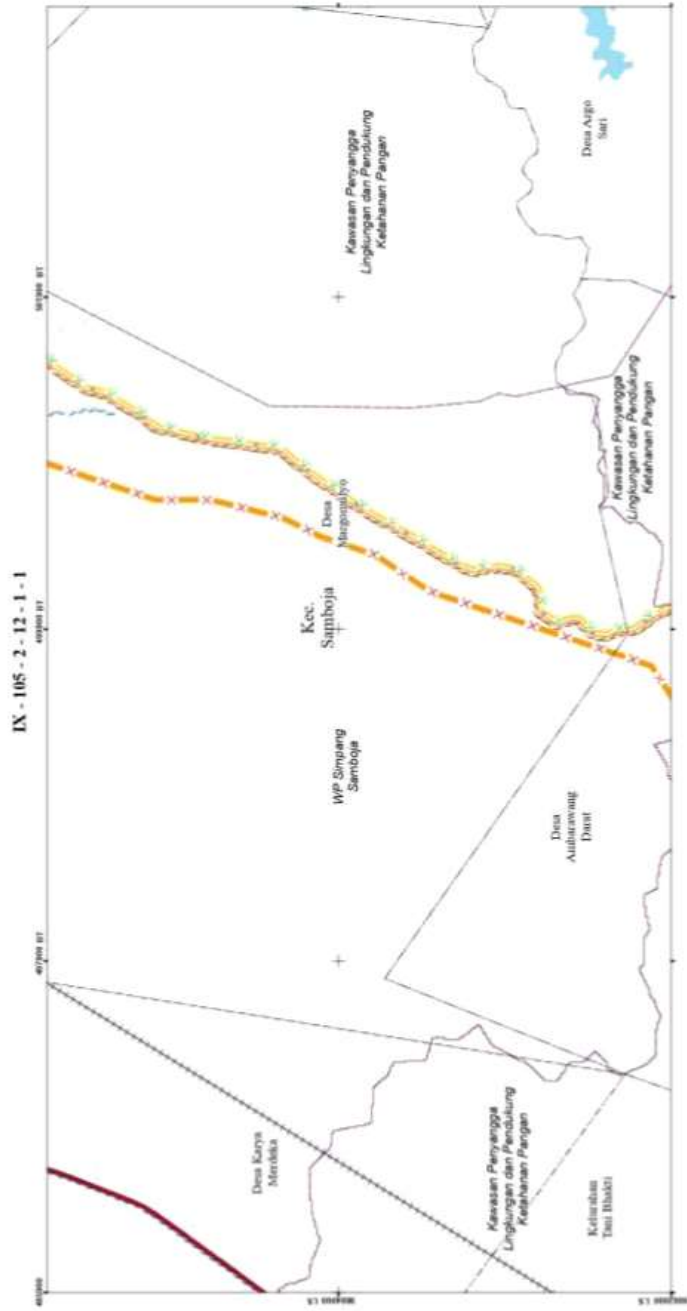 IX - 105 - 2 - 12 - 1 - 1
Kawasan Penyangga
Lingkungan dan Pendukung
Ketahanan Pangan
Desa Argo
Sari
Desa
Margomulyo
Kec.
Samboja
Kawasan Penyangga
Lingkungan dan Pendukung
Ketahanan Pangan
WP Simpang
Samboja
Desa
Ambarawang
Darat
Desa Karya
Merdeka
Kawasan Penyangga
Lingkungan dan Pendukung
Ketahanan Pangan
Kelurahan
Tani Bhakti